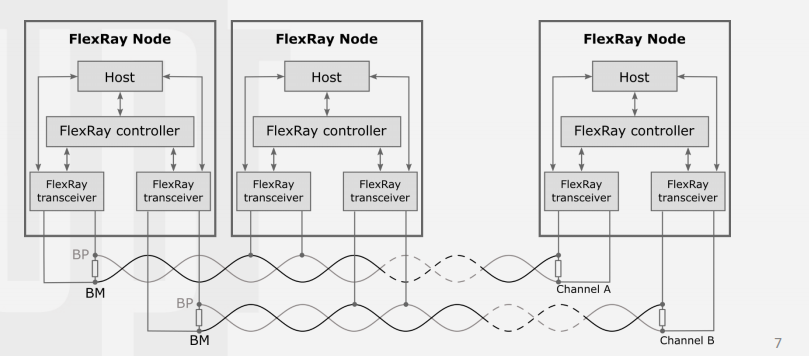 FlexRay Node
Host
FlexRay controller
FlexRay
transceiver
FlexRay
transceiver
FlexRay Node
Host
FlexRay controller
FlexRay
transceiver
FlexRay
transceiver
FlexRay Node
Host
FlexRay controller
FlexRay
transceiver
FlexRay
transceiver
BP
BM
Channel A
BP
BM
Channel B
7